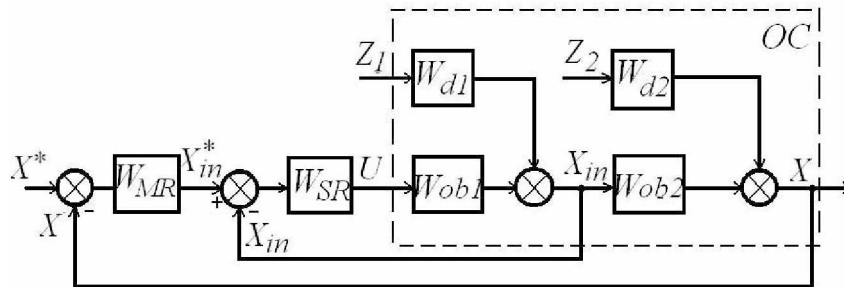 OC
Z1
Wd1
Z2
Wd2
X*
WMR
X*in
WSR
U
Wob1
Xin
Wob2
X
-
+
-
X
Xin